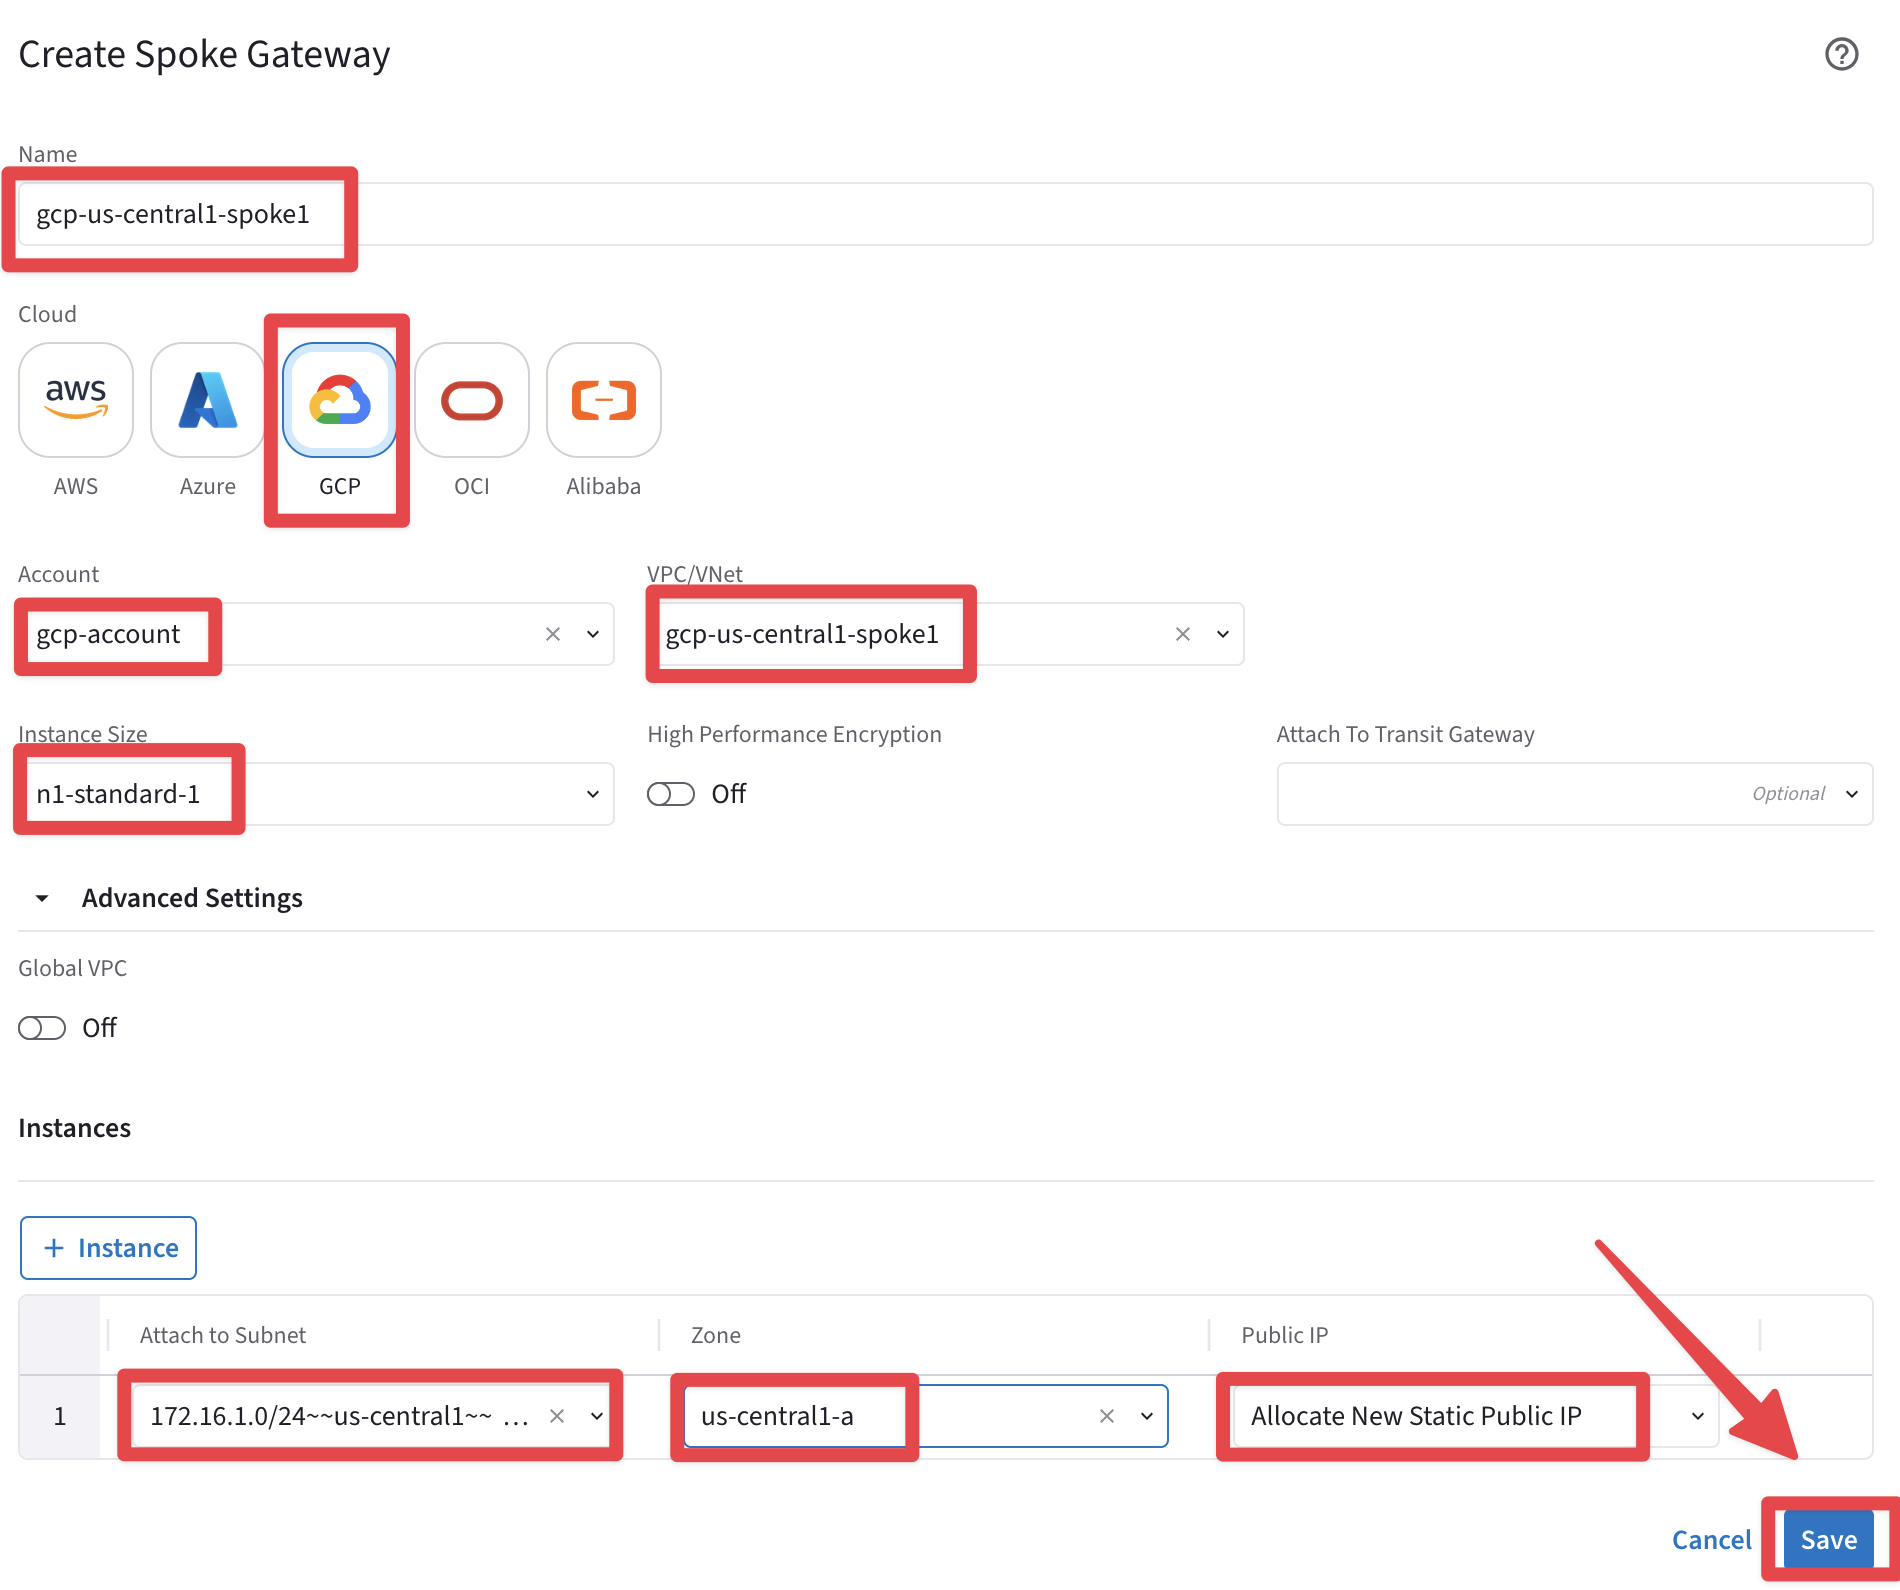 Create Spoke Gateway
Name
gcp-us-central1-spoke1
Cloud
aws
AWS Azure GCP OCI Alibaba
Account VPC/VNet
gcp-account gcp-us-central1-spoke1
Instance Size High Performance Encryption Attach To Transit Gateway
n1-standard-1 Off Optional
Advanced Settings
Global VPC
Off
Instances
+ Instance
Attach to Subnet Zone Public IP
1 172.16.1.0/24~~us-central1~~ ... us-central1-a Allocate New Static Public IP
Cancel Save